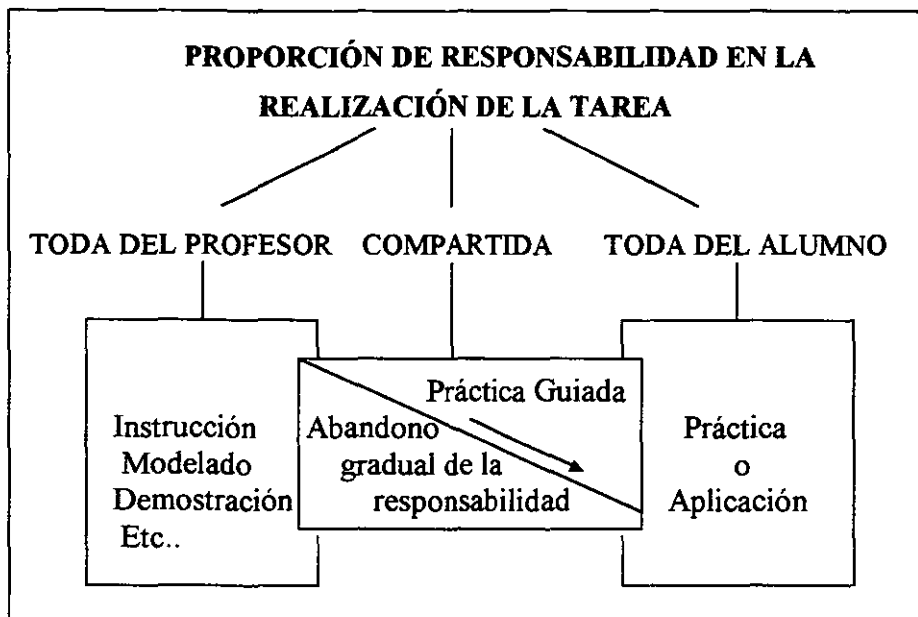 PROPORCIÓN DE RESPONSABILIDAD EN LA
REALIZACIÓN DE LA TAREA
TODA DEL PROFESOR
COMPARTIDA
TODA DEL ALUMNO
Instrucción
Modelado
Demostración
Etc..
Práctica Guiada
Abandono
gradual de la
responsabilidad
Práctica
o
Aplicación